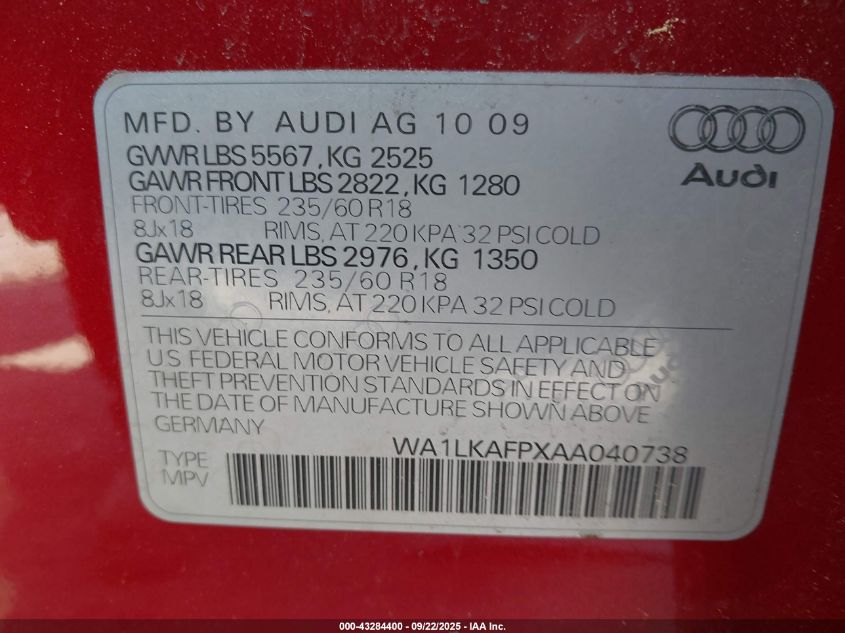 MFD. BY AUDI AG 10 09
GVWR LBS 5567, KG 2525
GAWR FRONT LBS 2822, KG 1280
FRONT-TIRES 235/60 R18
8Jx18 RIMS, AT 220 KPA 32 PSI COLD
GAWR REAR LBS 2976, KG 1350
REAR-TIRES 235/60 R18
8Jx18 RIMS, AT 220 KPA 32 PSI COLD
Audi
THIS VEHICLE CONFORMS TO ALL APPLICABLE
U.S. FEDERAL MOTOR VEHICLE SAFETY AND
THEFT PREVENTION STANDARDS IN EFFECT ON
THE DATE OF MANUFACTURE SHOWN ABOVE
GERMANY
WA1LKAFPXAA040738
TYPE
MPV
000-43284400 - 09/22/2025 - IAA Inc.